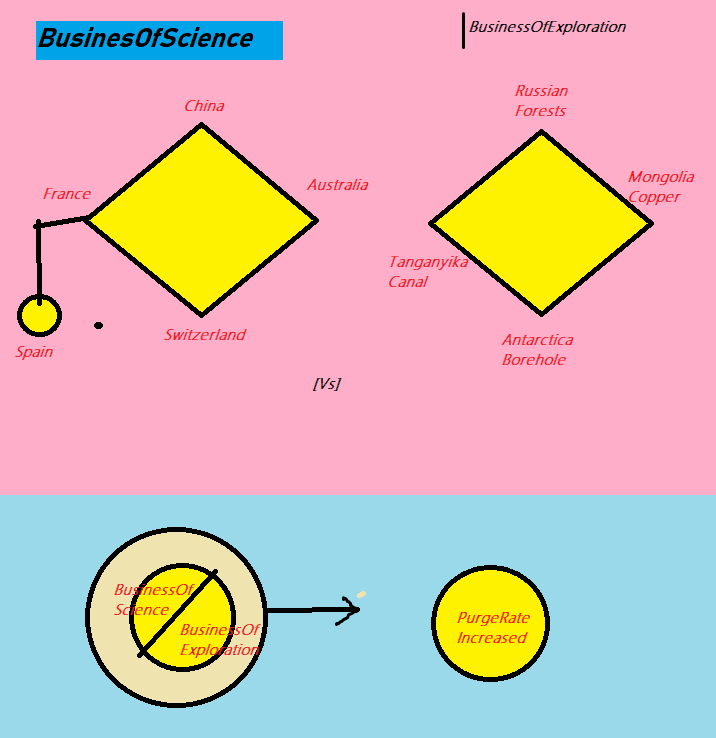 BusinesOfScience
BusinessOfExploration
China
France
Australia
Switzerland
Spain
Russian
Forests
Mongolia
Copper
Tanganyika
Canal
Antarctica
Borehole
[Vs]
BusinessOf
Science
BusinessOf
Exploration
PurgeRate
Increased